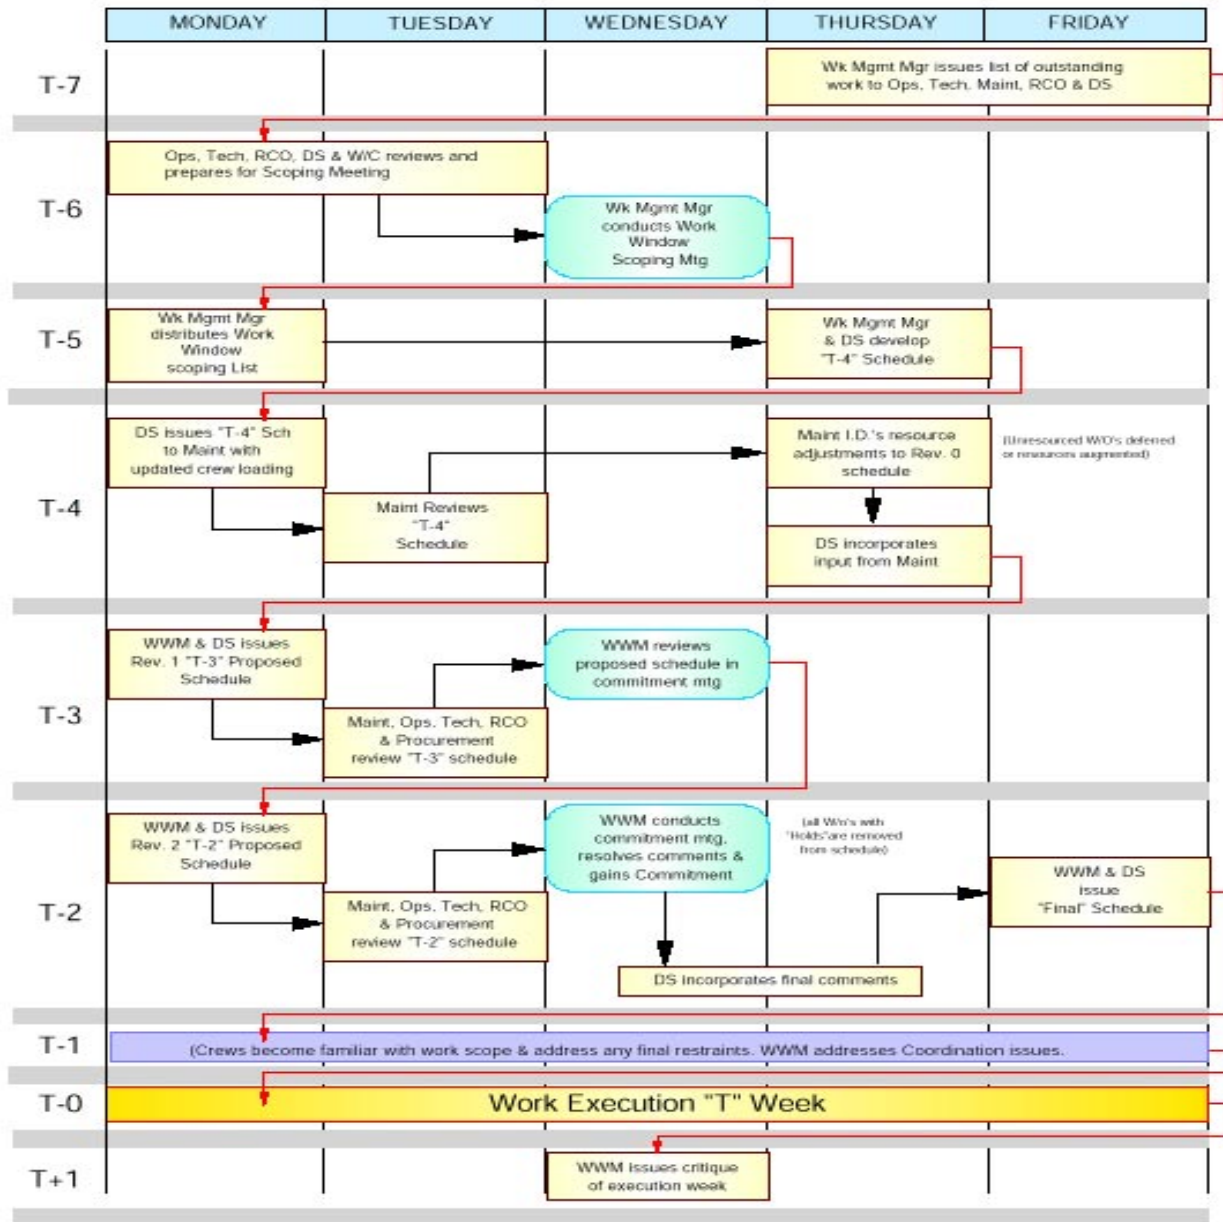 MONDAY TUESDAY WEDNESDAY THURSDAY FRIDAY
T-7
Wk Mgmt Mgr issues list of outstanding
work to Ops, Tech, Maint, RCO & DS
T-6
Ops, Tech, RCO, DS & W/C reviews and
prepares for Scoping Meeting
Wk Mgmt Mgr
conducts Work
Window
Scoping Mtg
T-5
Wk Mgmt Mgr
distributes Work
Window
scoping List
Wk Mgmt Mgr
& DS develop
"T-4" Schedule
T-4
DS issues "T-4" Sch
to Maint with
updated crew loading
Maint Reviews
"T-4"
Schedule
Maint I.D.'s resource
adjustments to Rev. 0
schedule
(Unresourced W/O's deferred
or resources augmented)
DS incorporates
input from Maint
T-3
WWM & DS issues
Rev. 1 "T-3" Proposed
Schedule
Maint, Ops. Tech, RCO
& Procurement
review "T-3" schedule
WWM reviews
proposed schedule in
commitment mtg
T-2
WWM & DS issues
Rev. 2 "T-2" Proposed
Schedule
Maint, Ops, Tech, RCO
& Procurement
review "T-2" schedule
WWM conducts
commitment mtg,
resolves comments &
gains Commitment
(all W/o's with
"Holds"are removed
from schedule)
DS incorporates final comments
WWM & DS
issue
"Final" Schedule
T-1
(Crews become familiar with work scope & address any final restraints. WWM addresses Coordination issues.
T-0
Work Execution "T" Week
T+1
WWM issues critique
of execution week